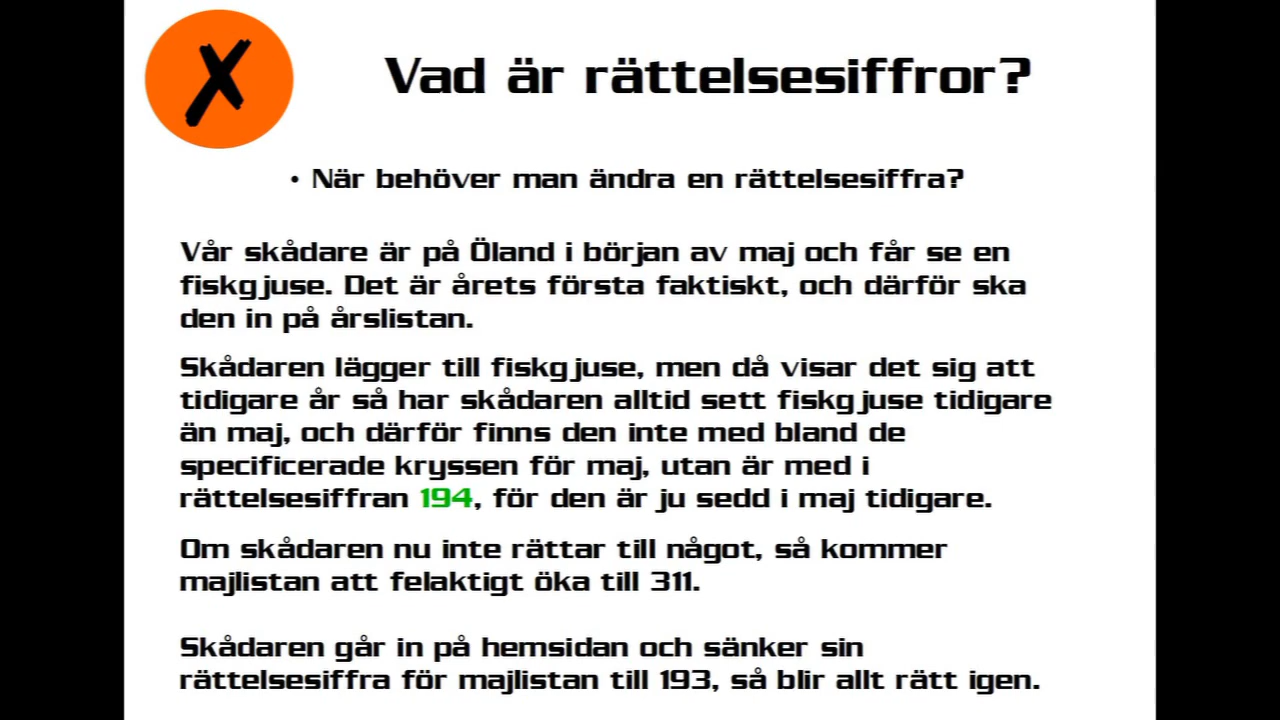 Vad är rättelsesiffror?
• När behöver man ändra en rättelsesiffra?
Vår skådare är på Öland i början av maj och får se en
fiskgjuse. Det är årets första faktiskt, och därför ska
den in på årslistan.
Skådaren lägger till fiskgjuse, men då visar det sig att
tidigare år så har skådaren alltid sett fiskgjuse tidigare
än maj, och därför finns den inte med bland de
specificerade kryssen för maj, utan är med i
rättelsesiffran 194, för den är ju sedd i maj tidigare.
Om skådaren nu inte rättar till något, så kommer
majlistan att felaktigt öka till 311.
Skådaren går in på hemsidan och sänker sin
rättelsesiffra för majlistan till 193, så blir allt rätt igen.